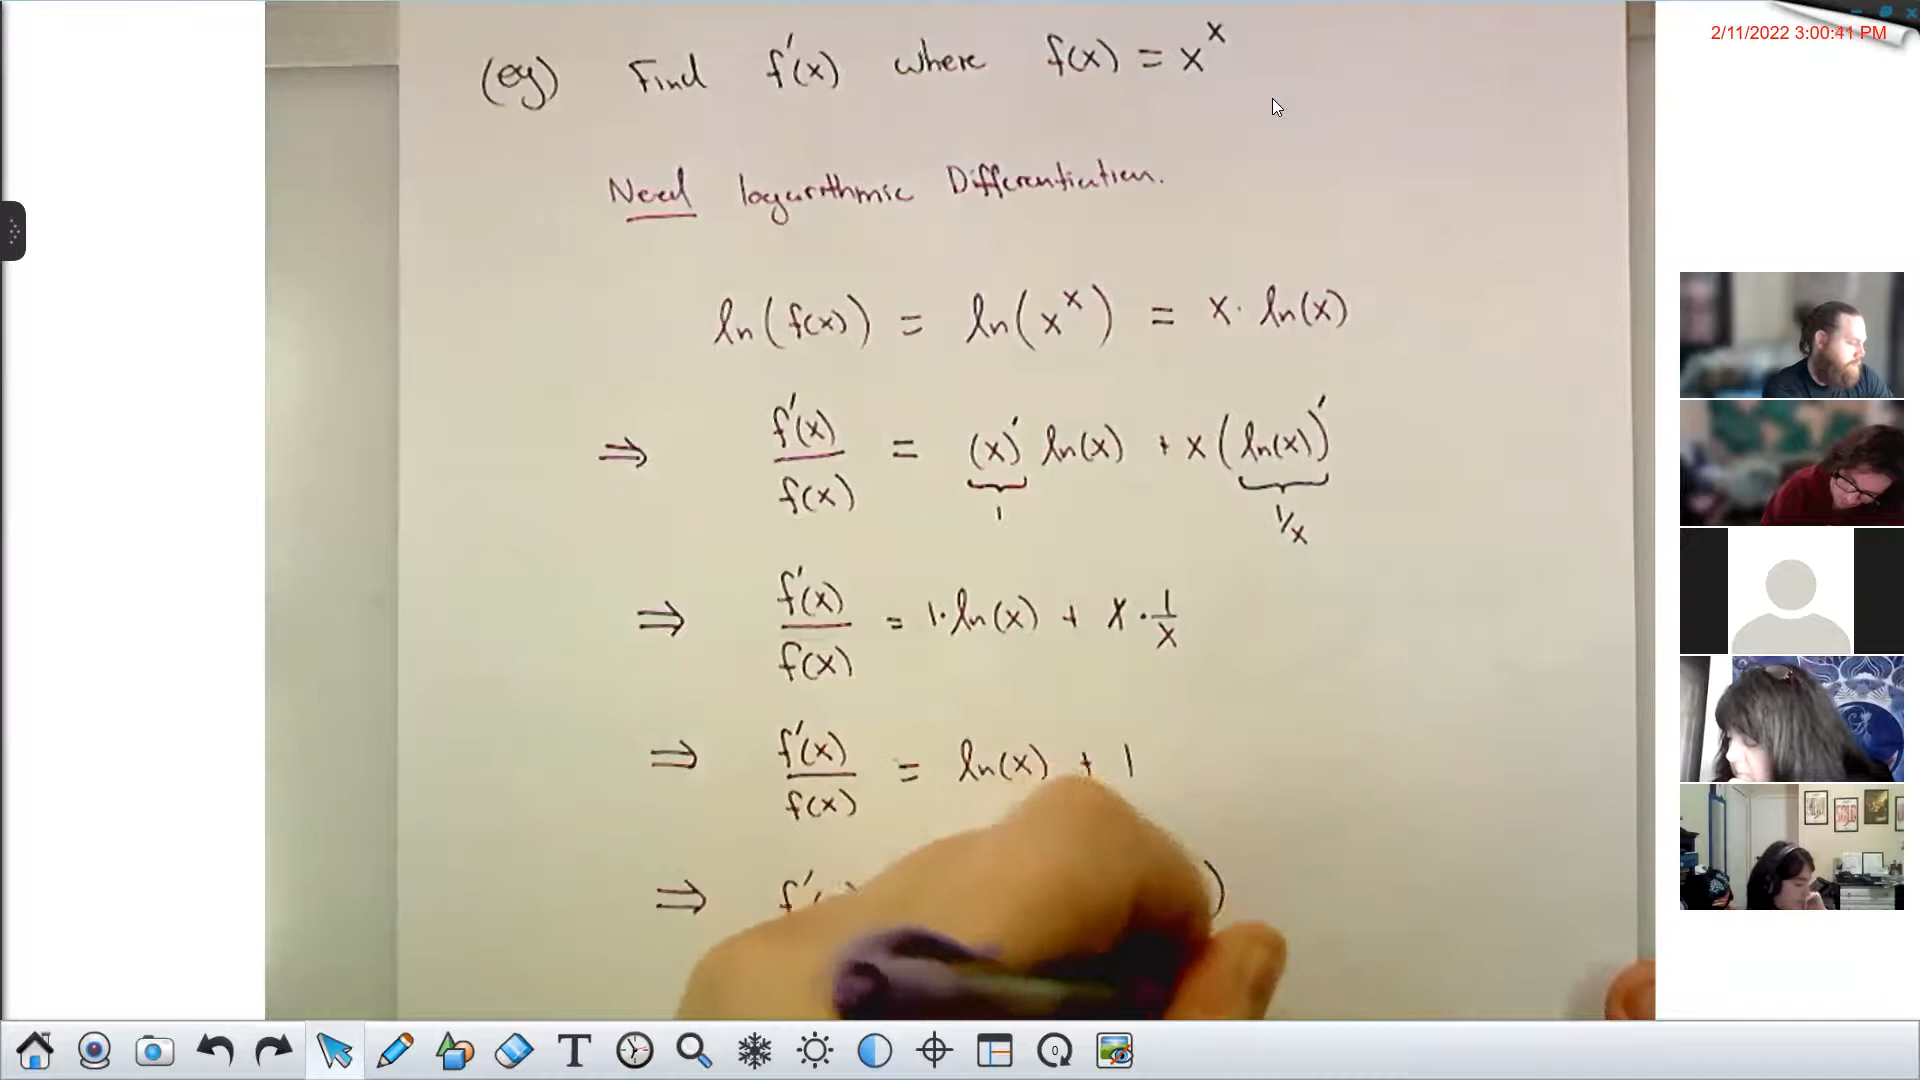 2/11/2022 3:00:41 PM
(eg) Find f'(x) where f(x) = x^x
Need logarithmic Differentiation.
ln(f(x)) = ln(x^x) = x · ln(x)
⇒ f'(x)/f(x) = (x)' ln(x) + x (ln(x))'
1 1/x
⇒ f'(x)/f(x) = 1·ln(x) + x · 1/x
⇒ f'(x)/f(x) = ln(x) + 1
⇒ f'( )